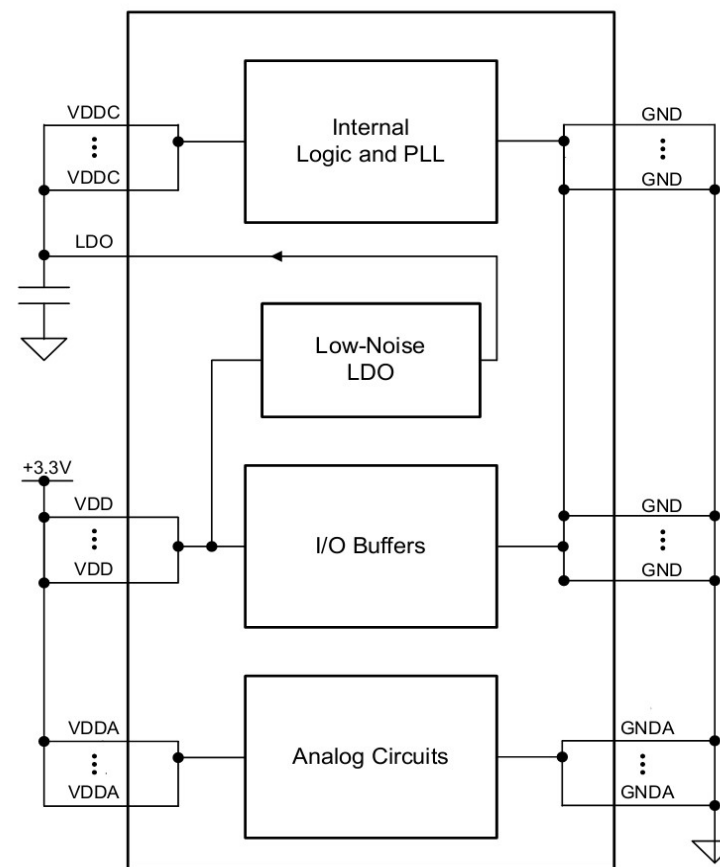 VDDC
GND
Internal
Logic and PLL
VDDC
GND
LDO
Low-Noise
LDO
+3.3V
VDD
GND
I/O Buffers
VDD
GND
VDDA
GNDA
Analog Circuits
VDDA
GNDA